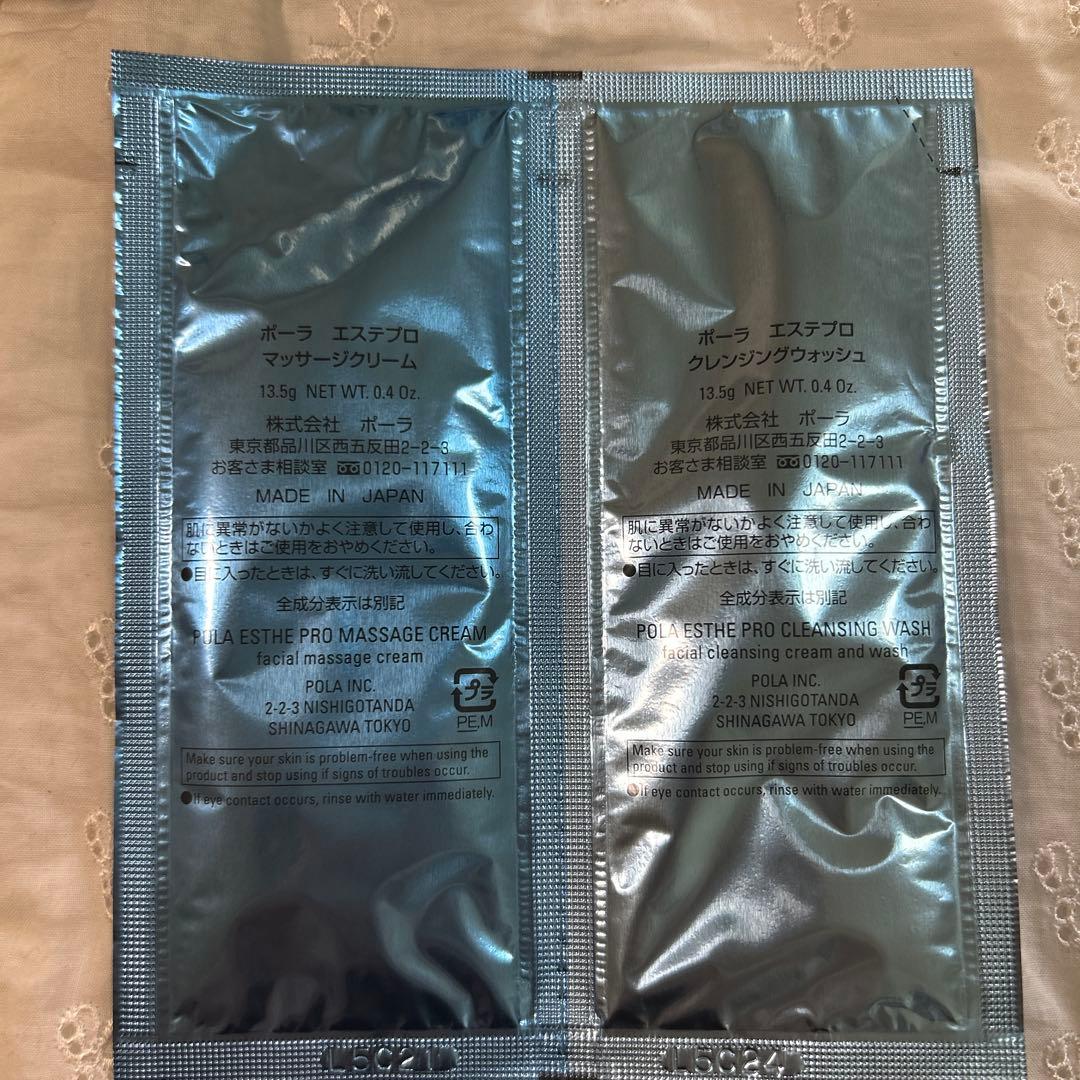 ポーラ エステプロ
マッサージクリーム
13.5g NET WT. 0.4 Oz.
株式会社 ポーラ
東京都品川区西五反田2-2-3
お客さま相談室 0120-117111
MADE IN JAPAN
肌に異常がないかよく注意して使用し、合わ
ないときはご使用をおやめください。
●目に入ったときは、すぐに洗い流してください。
全成分表示は別記
POLA ESTHE PRO MASSAGE CREAM
facial massage cream
POLA INC.
2-2-3 NISHIGOTANDA
SHINAGAWA TOKYO
プラ
PE,M
Make sure your skin is problem-free when using the
product and stop using if signs of troubles occur.
●If eye contact occurs, rinse with water immediately.
L5C21
ポーラ エステプロ
クレンジングウォッシュ
13.5g NET WT. 0.4 Oz.
株式会社 ポーラ
東京都品川区西五反田2-2-3
お客さま相談室 0120-117111
MADE IN JAPAN
肌に異常がないかよく注意して使用し、合わ
ないときはご使用をおやめください。
●目に入ったときは、すぐに洗い流してください。
全成分表示は別記
POLA ESTHE PRO CLEANSING WASH
facial cleansing cream and wash
POLA INC.
2-2-3 NISHIGOTANDA
SHINAGAWA TOKYO
プラ
PE,M
Make sure your skin is problem-free when using the
product and stop using if signs of troubles occur.
●If eye contact occurs, rinse with water immediately.
L5C24